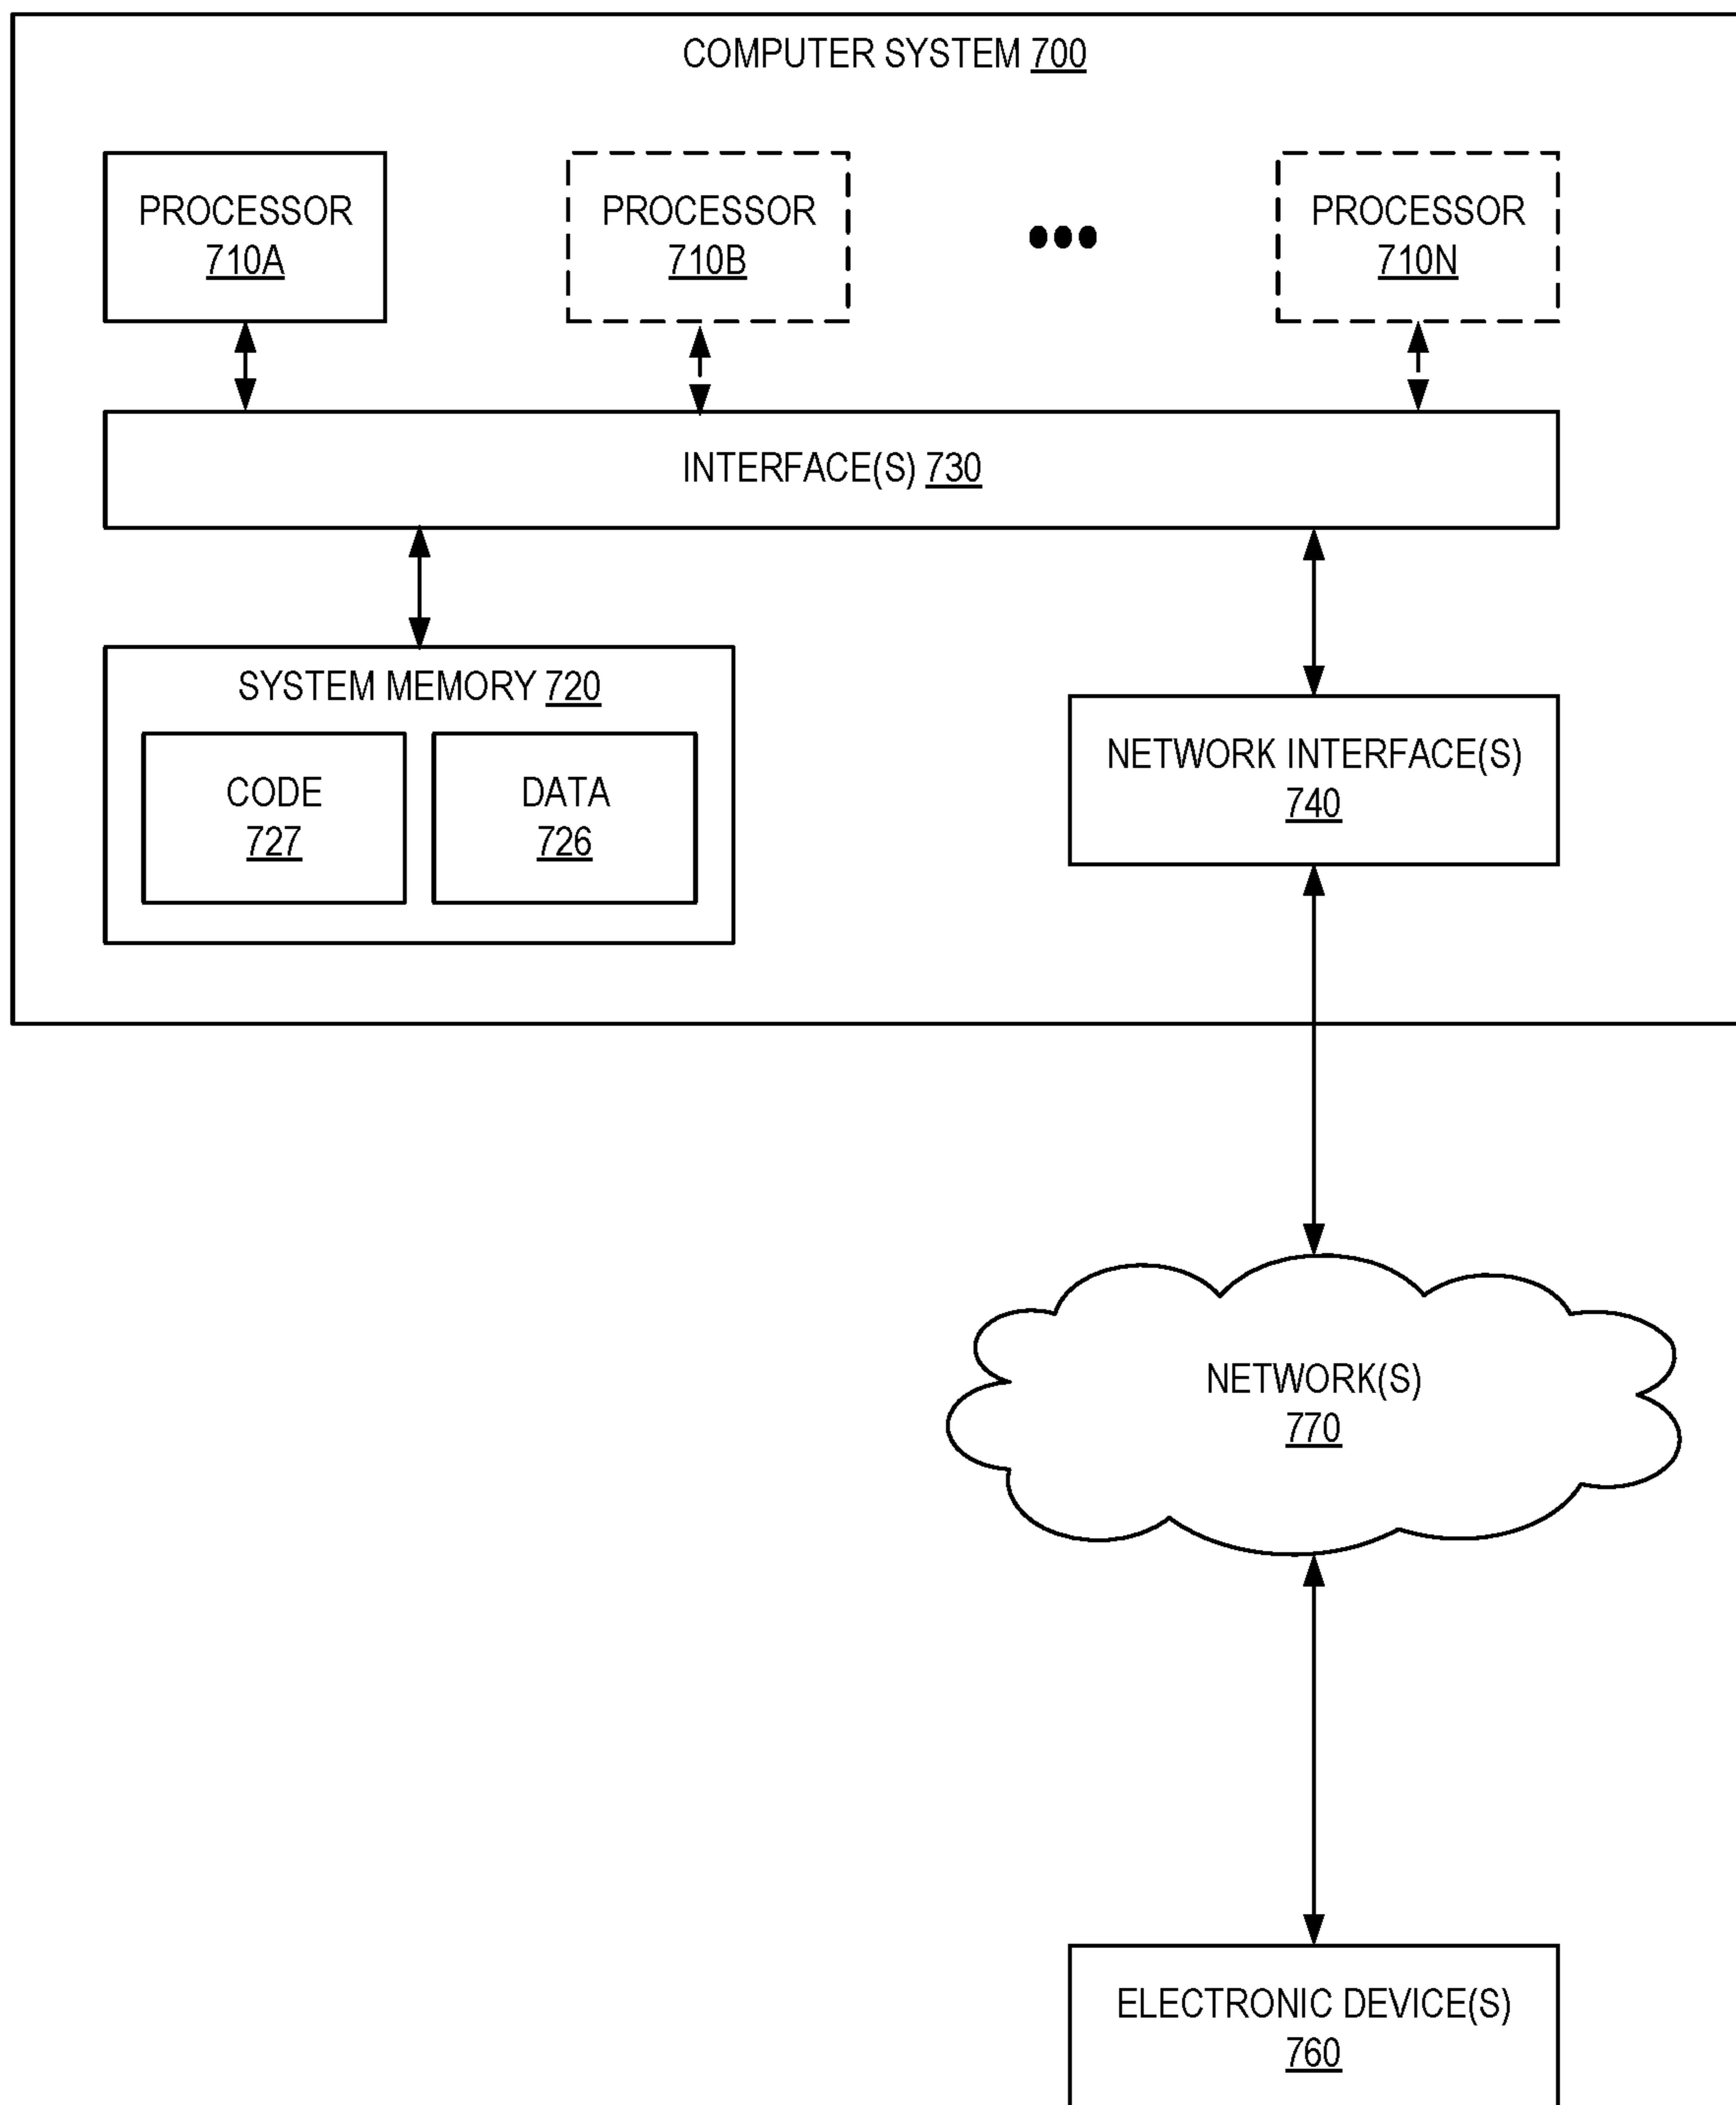 COMPUTER SYSTEM 700
PROCESSOR
710A
PROCESSOR
710B
PROCESSOR
710N
INTERFACE(S) 730
SYSTEM MEMORY 720
CODE
727
DATA
726
NETWORK INTERFACE(S)
740
NETWORK(S)
770
ELECTRONIC DEVICE(S)
760